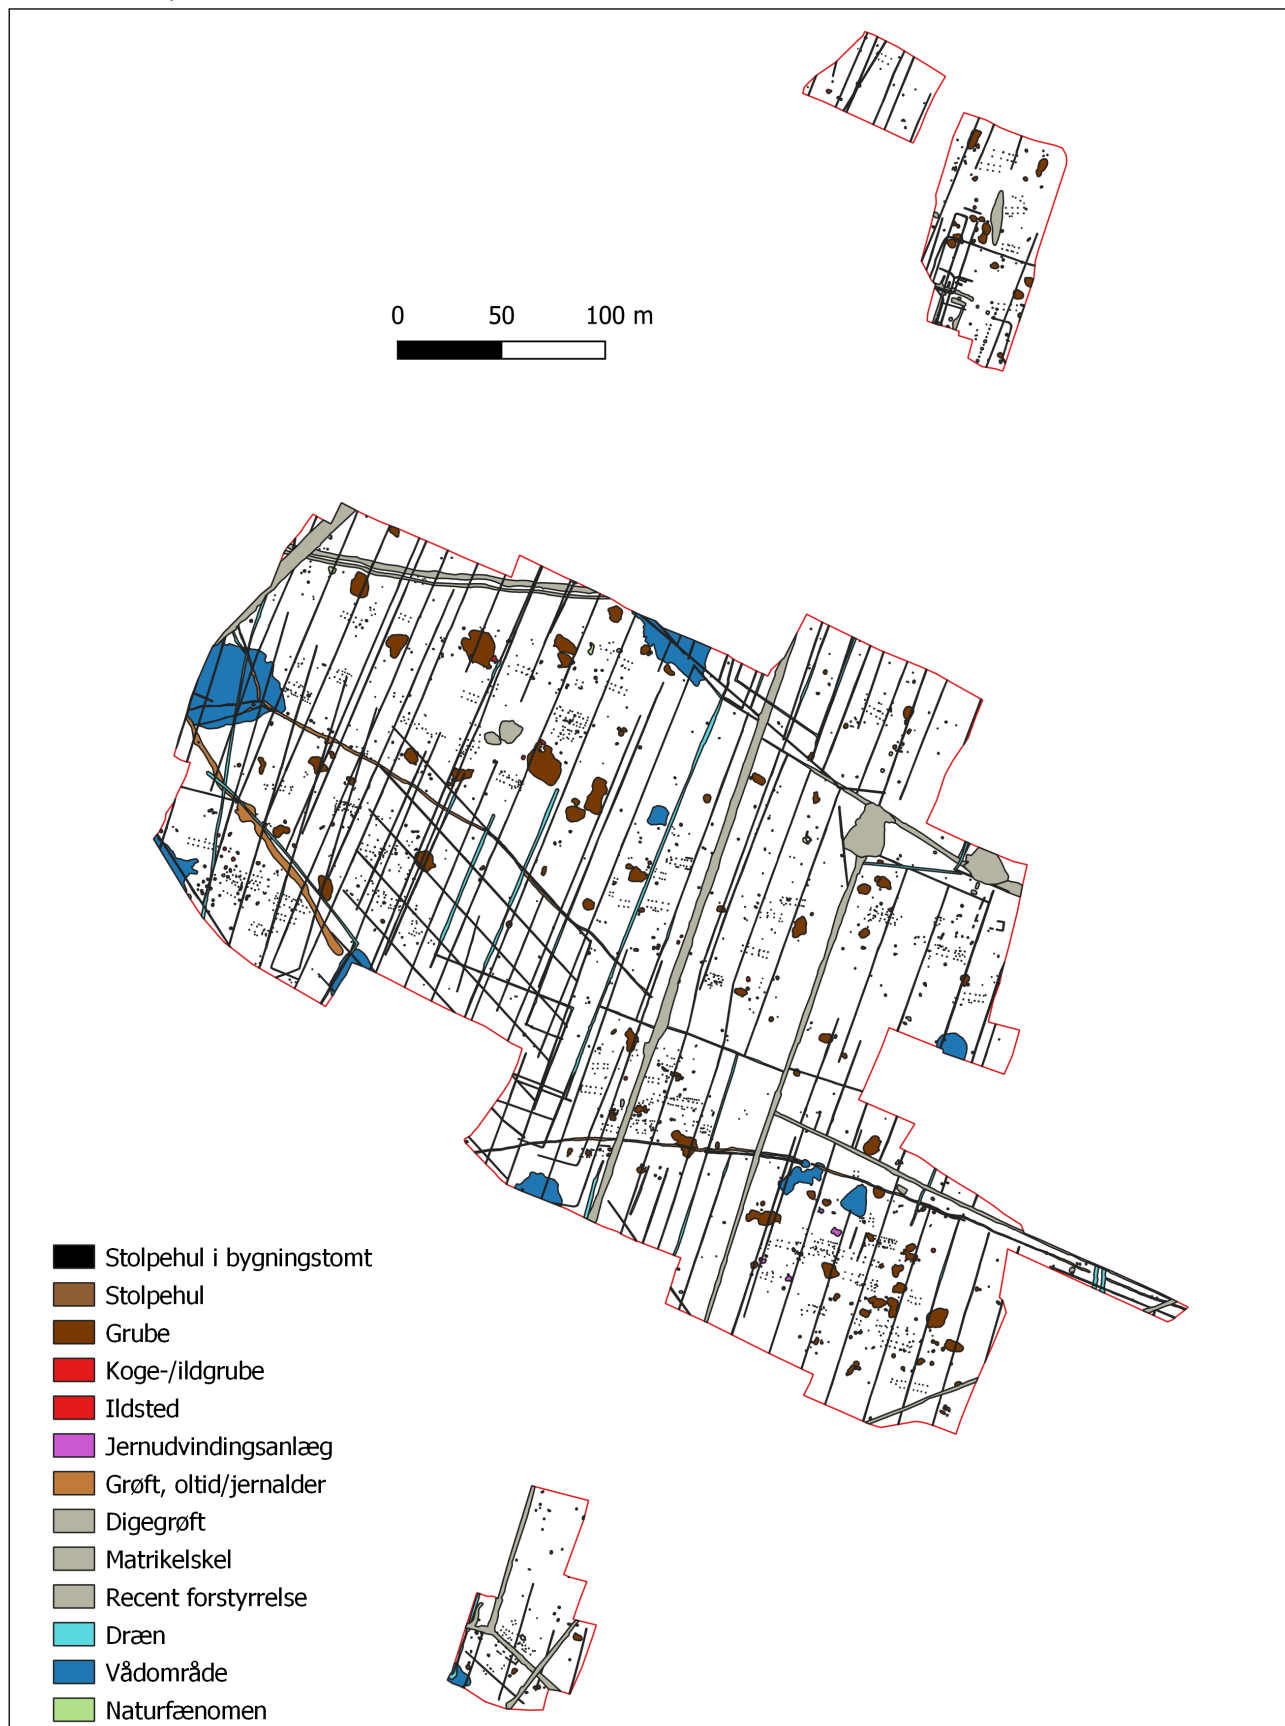 0 50 100 m
Stolpehul i bygningstomt
Stolpehul
Grube
Koge-/ildgrube
Ildsted
Jernudvindingsanlæg
Grøft, oltid/jernalder
Digegrøft
Matrikelskel
Recent forstyrrelse
Dræn
Vådområde
Naturfænomen